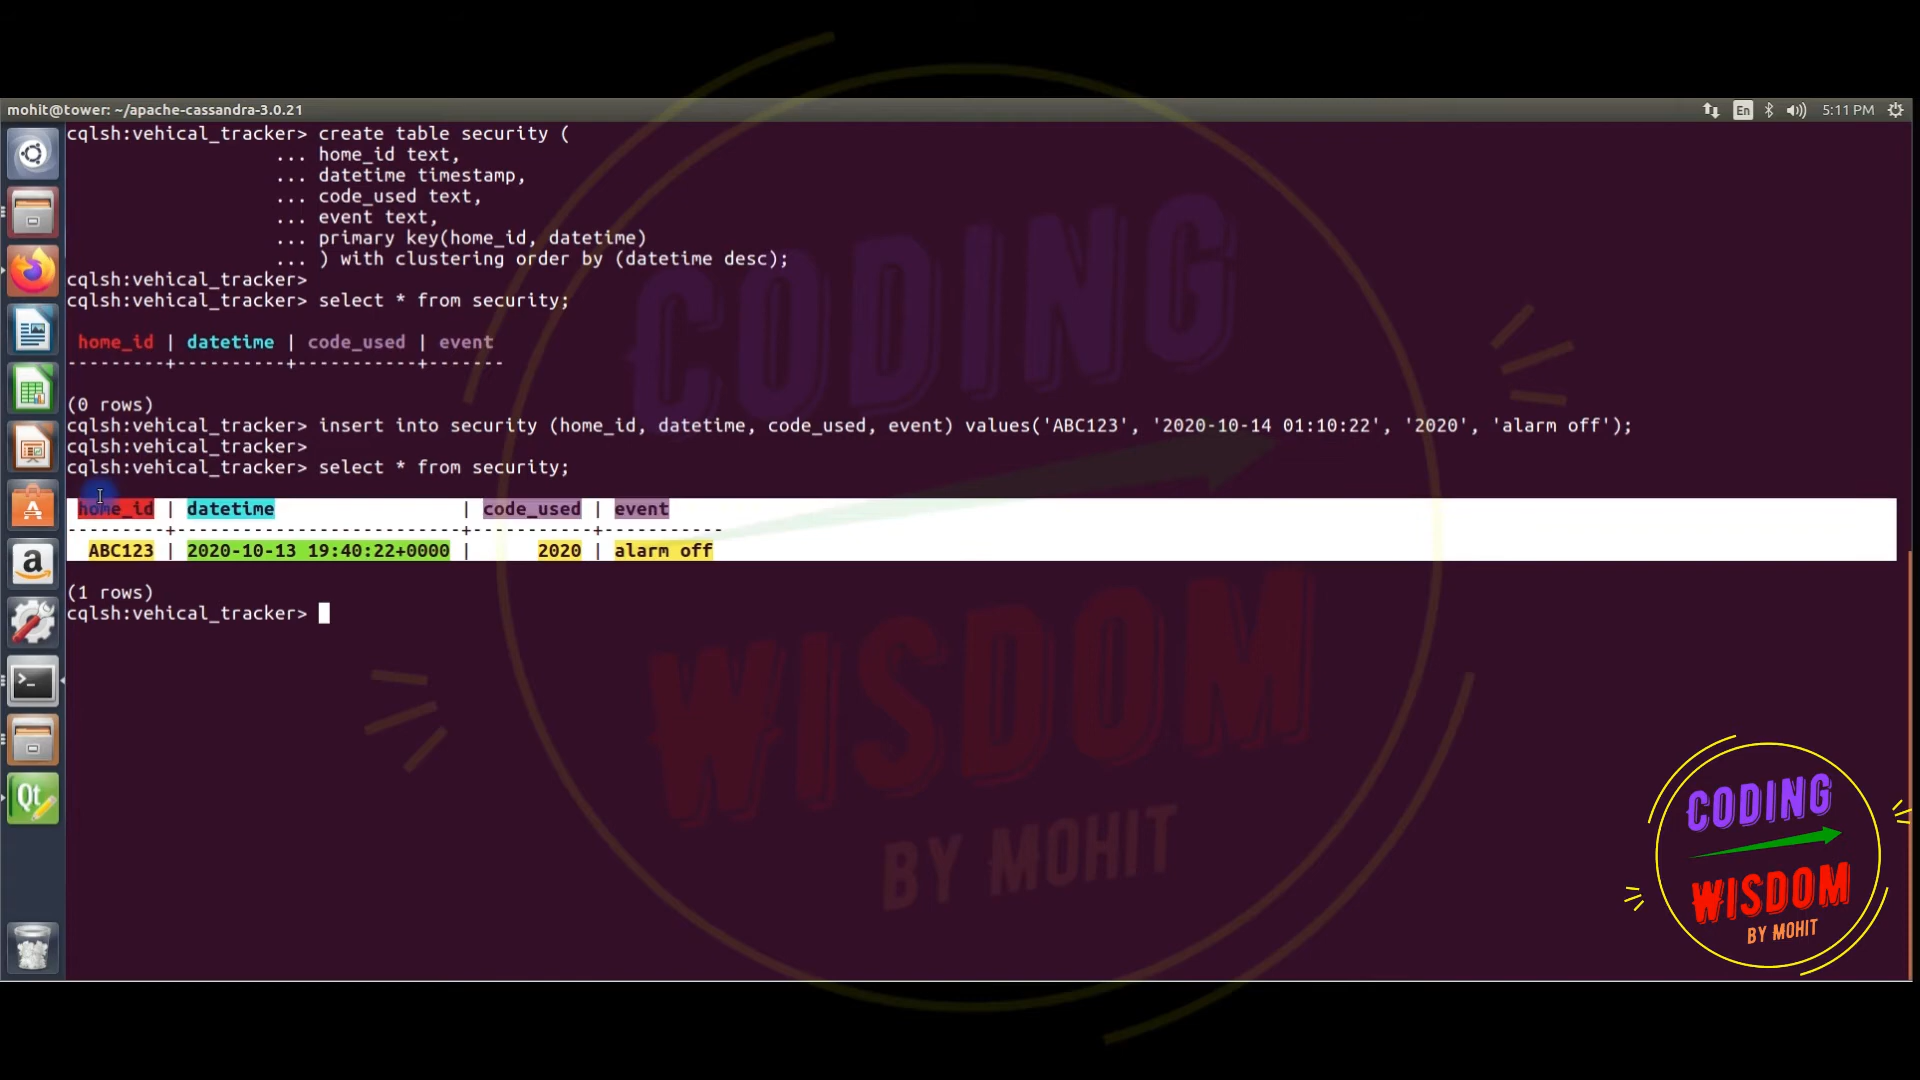 mohit@tower: ~/apache-cassandra-3.0.21 En 5:11 PM
cqlsh:vehical_tracker> create table security (
... home_id text,
... datetime timestamp,
... code_used text,
... event text,
... primary key(home_id, datetime)
... ) with clustering order by (datetime desc);
cqlsh:vehical_tracker>
cqlsh:vehical_tracker> select * from security;
home_id | datetime | code_used | event
---------+----------+-----------+-------
(0 rows)
cqlsh:vehical_tracker> insert into security (home_id, datetime, code_used, event) values('ABC123', '2020-10-14 01:10:22', '2020', 'alarm off');
cqlsh:vehical_tracker>
cqlsh:vehical_tracker> select * from security;
home_id | datetime | code_used | event
---------+--------------------------+-----------+-----------
ABC123 | 2020-10-13 19:40:22+0000 | 2020 | alarm off
(1 rows)
cqlsh:vehical_tracker>
CODING
WISDOM
BY MOHIT
CODING
WISDOM
BY MOHIT
Qt